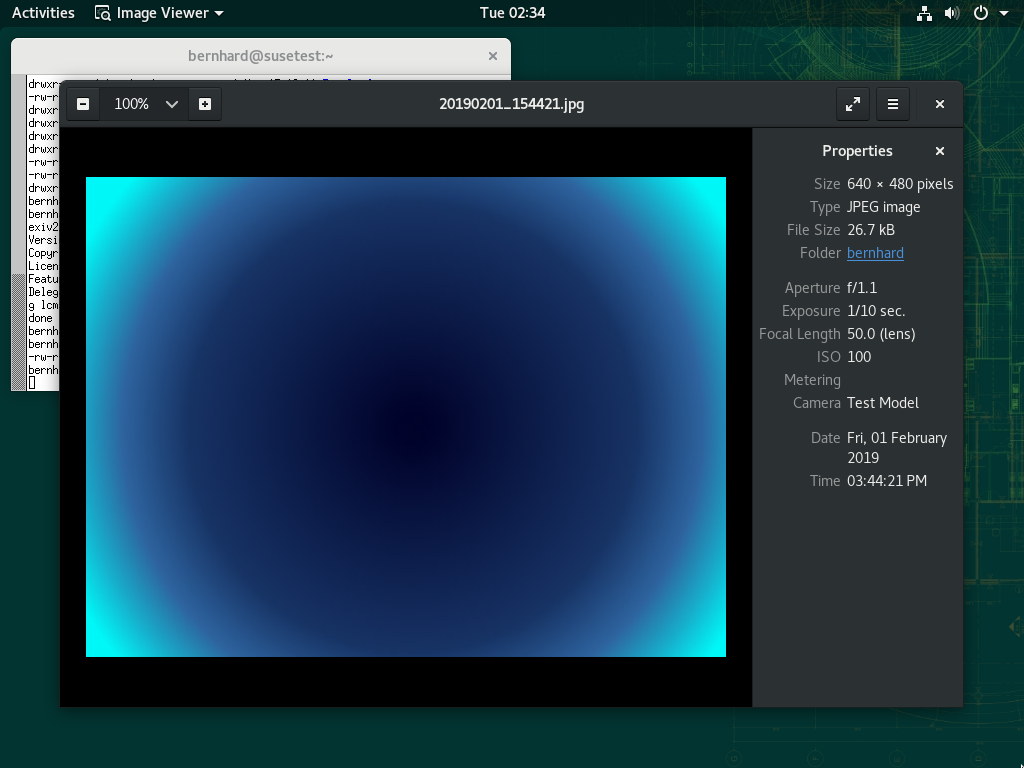 Activities Image Viewer Tue 02:34
bernhard@susetest:~
drwxr-
-rw-r
drwxr
drwxr
drwxr
drwxr
-rw-r
-rw-r
drwxr
bernh
bernh
exiv2
Versi
Copyr
Licen
Featu
Deleg
g lcm
done
bernh
bernh
-rw-r
bernh
100% 20190201_154421.jpg
Properties
Size 640 × 480 pixels
Type JPEG image
File Size 26.7 kB
Folder bernhard
Aperture f/1.1
Exposure 1/10 sec.
Focal Length 50.0 (lens)
ISO 100
Metering
Camera Test Model
Date Fri, 01 February
2019
Time 03:44:21 PM